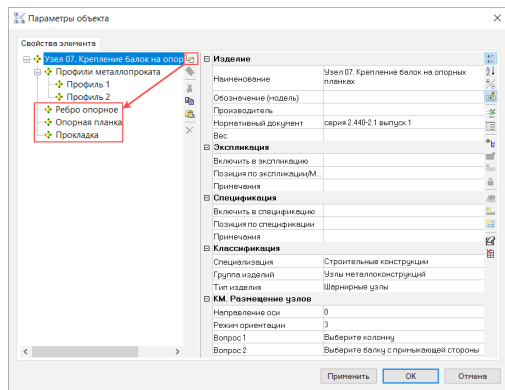 Параметры объекта
Свойства элемента
Узел 07. Крепление балок на опор
Профили металлопроката
Профиль 1
Профиль 2
Ребро опорное
Опорная планка
Прокладка
Изделие
Наименование Узел 07. Крепление балок на опорных планках
Обозначение (модель)
Производитель
Нормативный документ серия 2.440-2.1 выпуск 1
Вес
Экспликация
Включить в экспликацию
Позиция по экспликации/М...
Примечания
Спецификация
Включить в спецификацию
Позиция по спецификации
Примечания
Классификация
Специализация Строительные конструкции
Группа изделий Узлы металлоконструкций
Тип изделия Шарнирные узлы
КМ. Размещение узлов
Направление оси 0
Режим ориентации 3
Вопрос 1 Выберите колонну
Вопрос 2 Выберите балку с примыкающей стороны
Применить OK Отмена